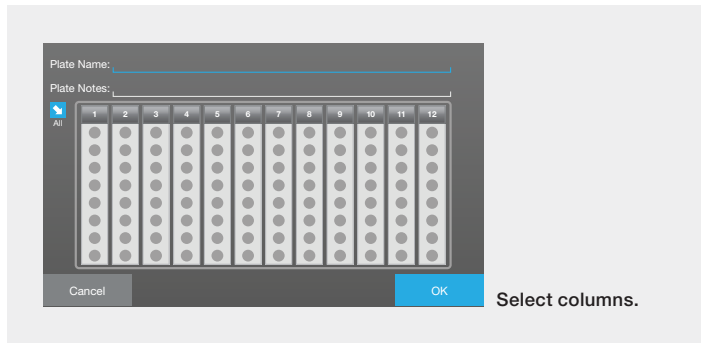 Plate Name:
Plate Notes:
All
1 2 3 4 5 6 7 8 9 10 11 12
Cancel OK
Select columns.